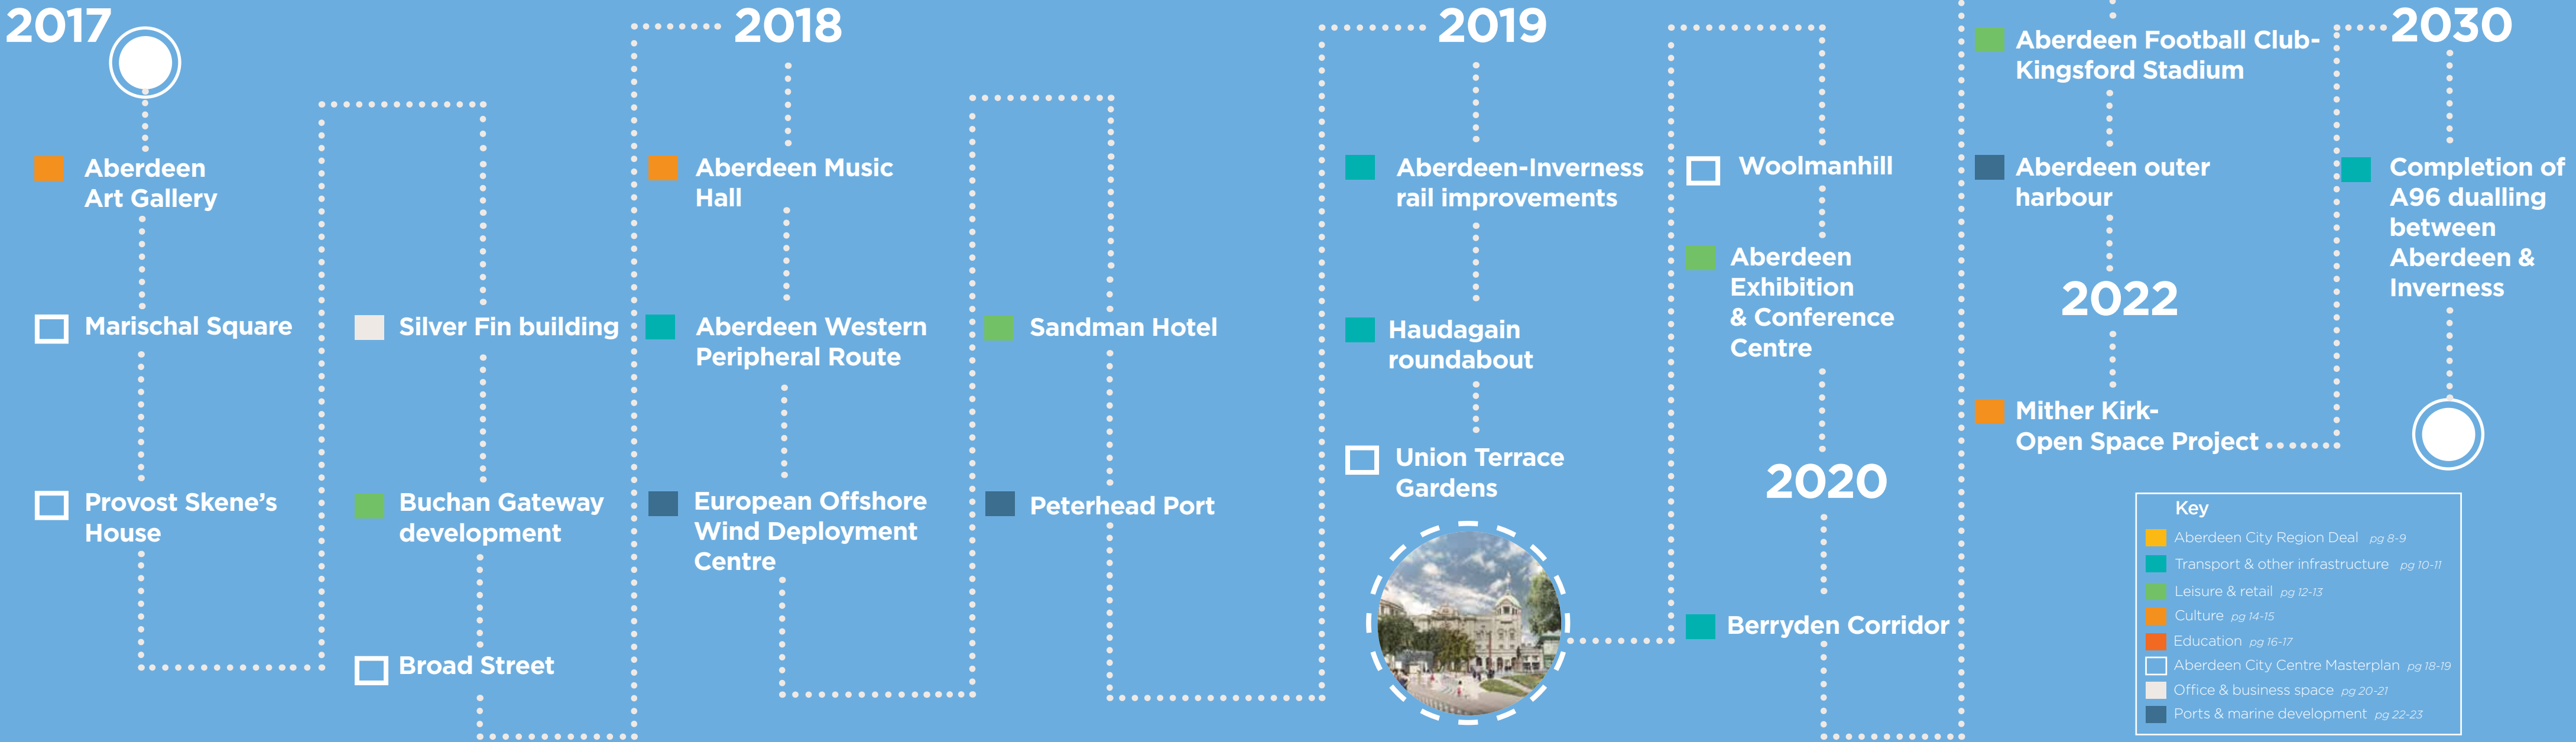 2017
Aberdeen
Art Gallery
Marischal Square
Provost Skene's
House
Silver Fin building
Buchan Gateway
development
Broad Street
2018
Aberdeen Music
Hall
Aberdeen Western
Peripheral Route
European Offshore
Wind Deployment
Centre
Sandman Hotel
Peterhead Port
2019
Aberdeen-Inverness
rail improvements
Haudagain
roundabout
Union Terrace
Gardens
Woolmanhill
Aberdeen
Exhibition
& Conference
Centre
2020
Berryden Corridor
Aberdeen Football Club-
Kingsford Stadium
Aberdeen outer
harbour
2022
Mither Kirk-
Open Space Project
2030
Completion of
A96 dualling
between
Aberdeen &
Inverness
Key
Aberdeen City Region Deal pg 8-9
Transport & other infrastructure pg 10-11
Leisure & retail pg 12-13
Culture pg 14-15
Education pg 16-17
Aberdeen City Centre Masterplan pg 18-19
Office & business space pg 20-21
Ports & marine development pg 22-23